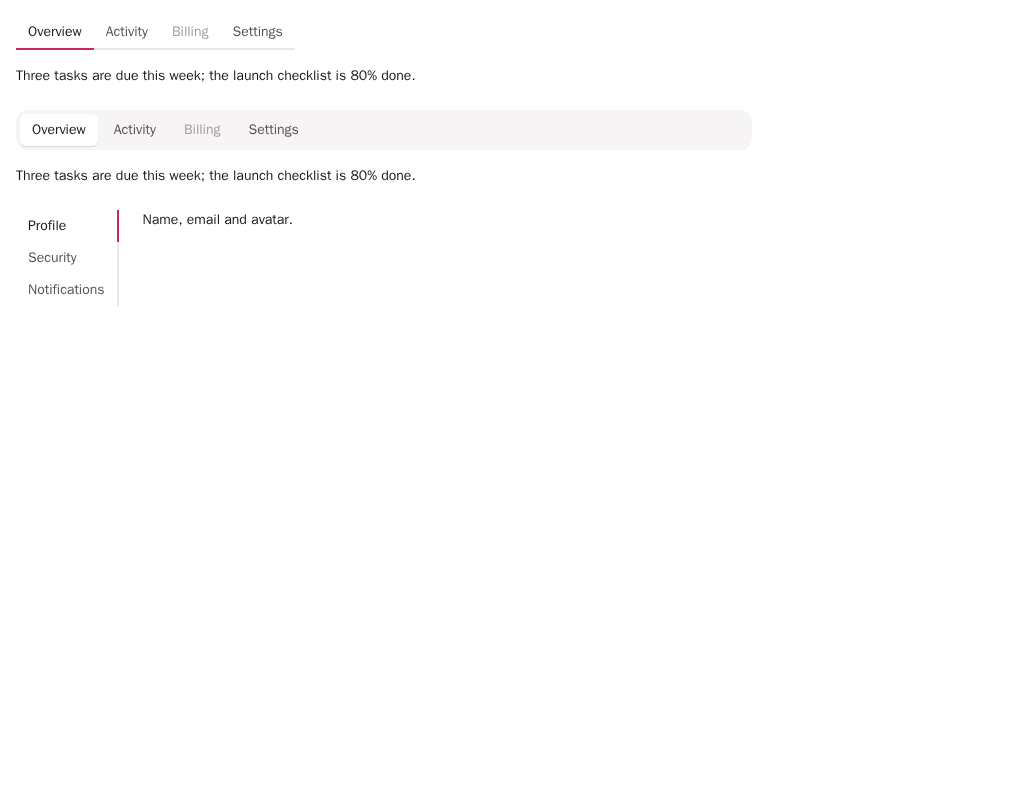 Overview Activity Billing Settings
Three tasks are due this week; the launch checklist is 80% done.
Overview Activity Billing Settings
Three tasks are due this week; the launch checklist is 80% done.
Profile
Name, email and avatar.
Security
Notifications